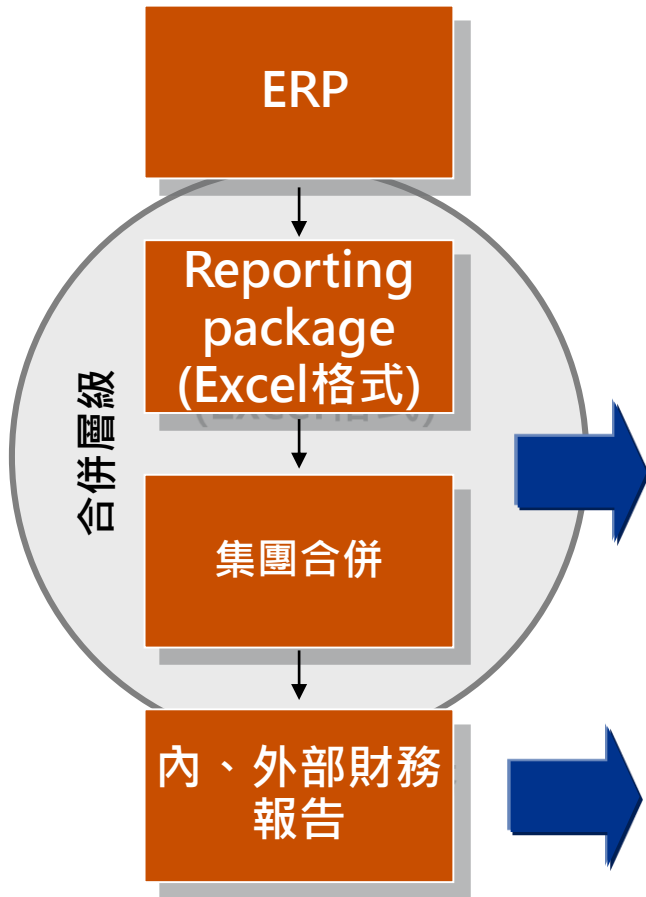 ERP
Reporting
package
(Excel格式)
合併層級
集團合併
內、外部財務
報告